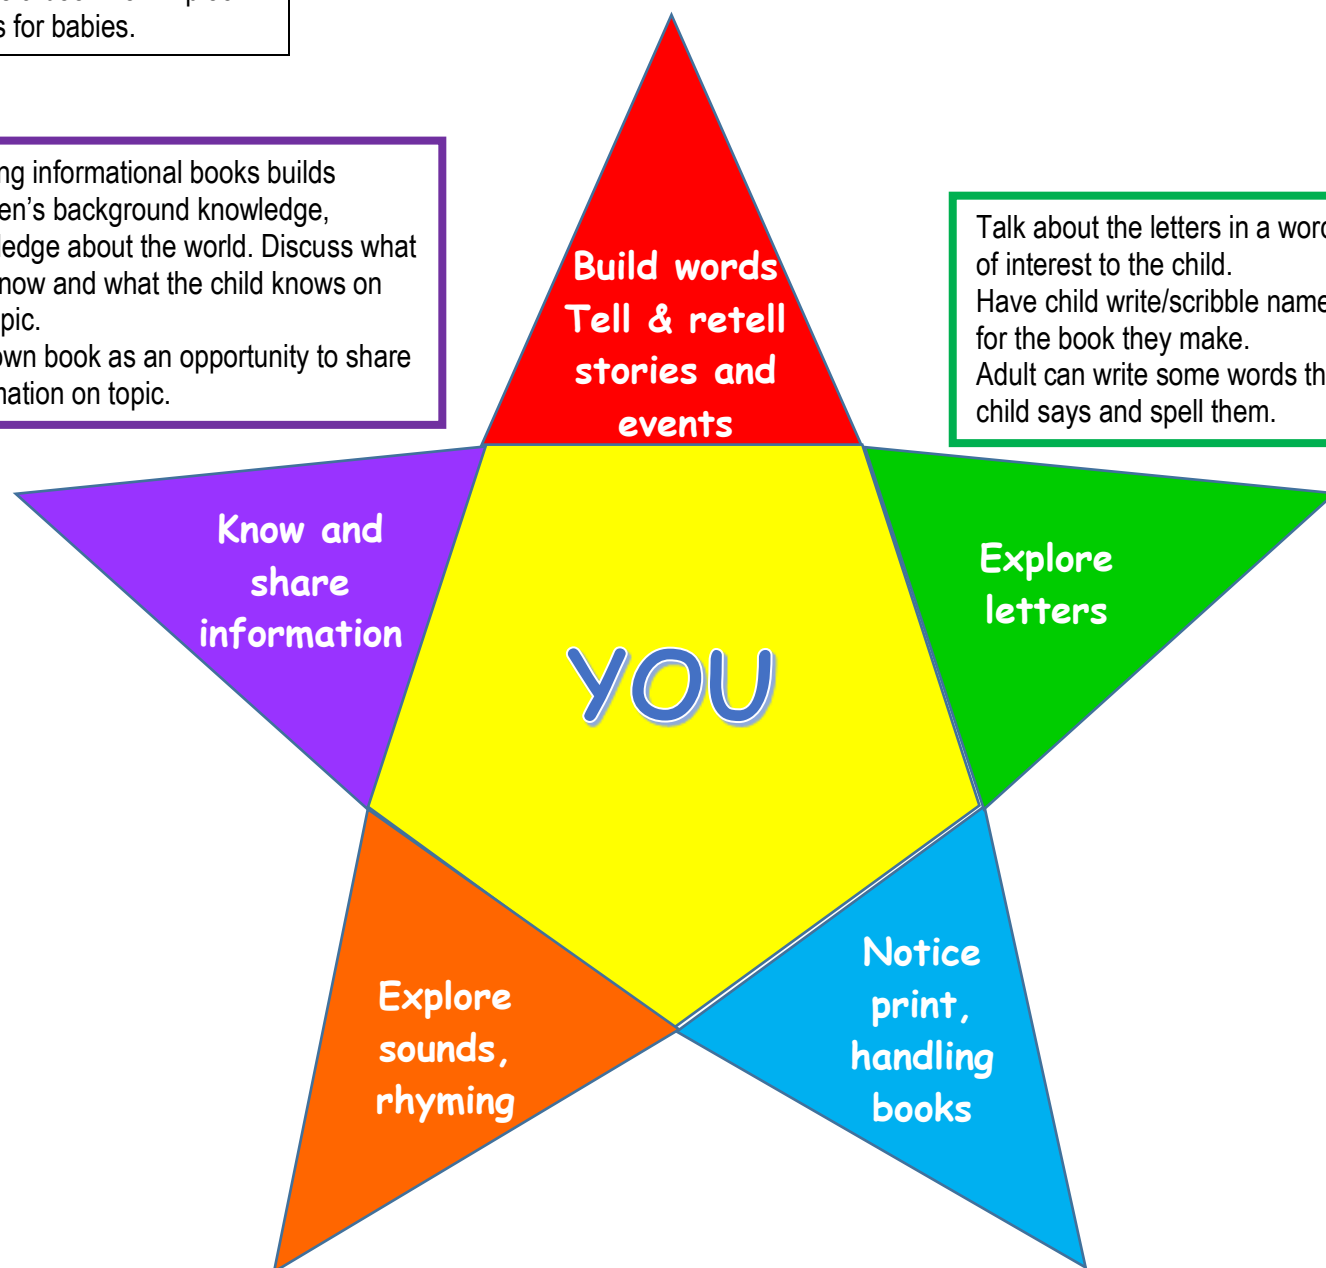 s for babies.
ng informational books builds
en's background knowledge,
ledge about the world. Discuss what
now and what the child knows on
pic.
own book as an opportunity to share
mation on topic.
Talk about the letters in a word
of interest to the child.
Have child write/scribble name
for the book they make.
Adult can write some words th
child says and spell them.
Build words
Tell & retell
stories and
events
Know and
share
information
Explore
letters
YOU
Notice
print,
handling
books
Explore
sounds,
rhyming